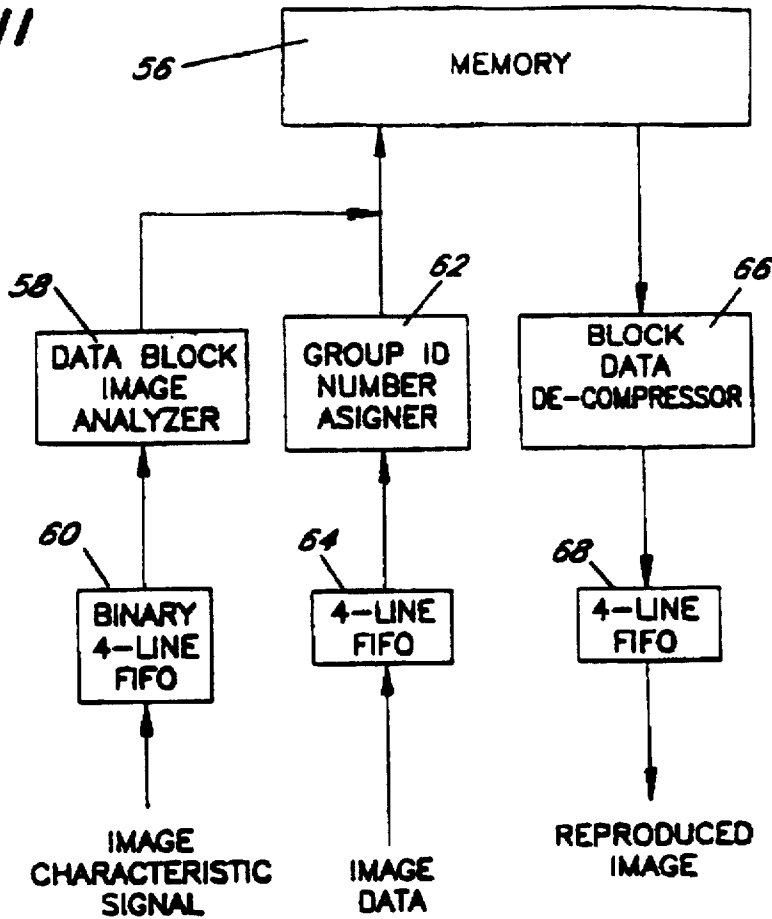 11
56
MEMORY
58
62
66
DATA BLOCK
IMAGE
ANALYZER
GROUP ID
NUMBER
ASIGNER
BLOCK
DATA
DE-COMPRESSOR
60
64
68
BINARY
4-LINE
FIFO
4-LINE
FIFO
4-LINE
FIFO
IMAGE
CHARACTERISTIC
SIGNAL
IMAGE
DATA
REPRODUCED
IMAGE